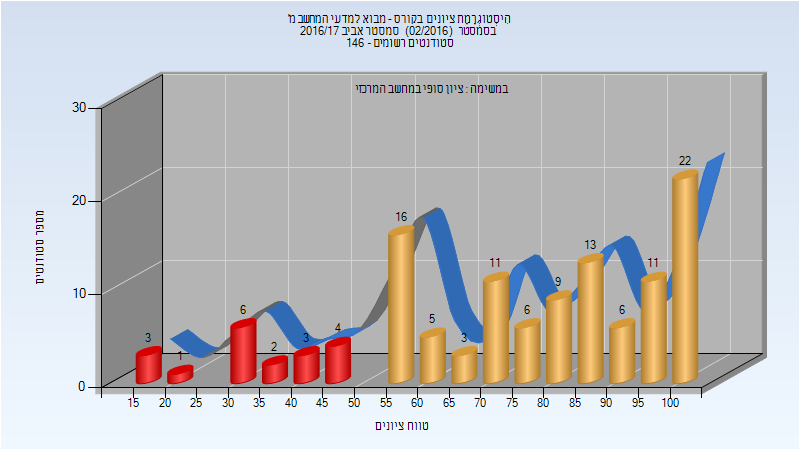 היסטוגרמת ציונים בקורס - מבוא למדעי המחשב מ'
בסמסטר (02/2016) סמסטר אביב 2016/17
סטודנטים רשומים - 146
במשימה : ציון סופי במחשב המרכזי
מספר סטודנטים
30
20
10
0
3
1
6
2
3
4
16
5
3
11
6
9
13
6
11
22
15 20 25 30 35 40 45 50 55 60 65 70 75 80 85 90 95 100
טווח ציונים